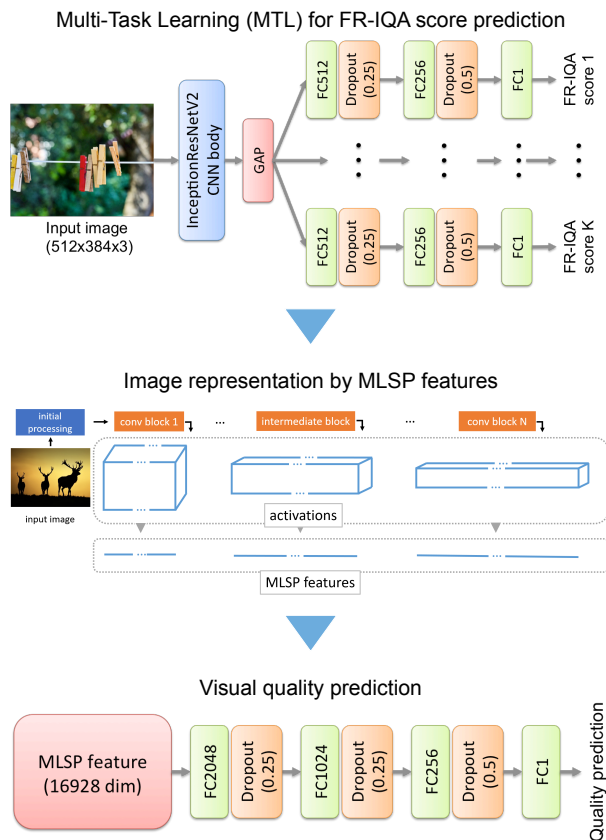 Multi-Task Learning (MTL) for FR-IQA score prediction
Input image
(512x384x3)
InceptionResNetV2
CNN body
GAP
FC512
Dropout
(0.25)
FC256
Dropout
(0.5)
FC1
FR-IQA
score 1
FC512
Dropout
(0.25)
FC256
Dropout
(0.5)
FC1
FR-IQA
score K
Image representation by MLSP features
initial
processing
conv block 1
...
intermediate block
...
conv block N
input image
activations
MLSP features
Visual quality prediction
MLSP feature
(16928 dim)
FC2048
Dropout
(0.25)
FC1024
Dropout
(0.25)
FC256
Dropout
(0.5)
FC1
Quality prediction